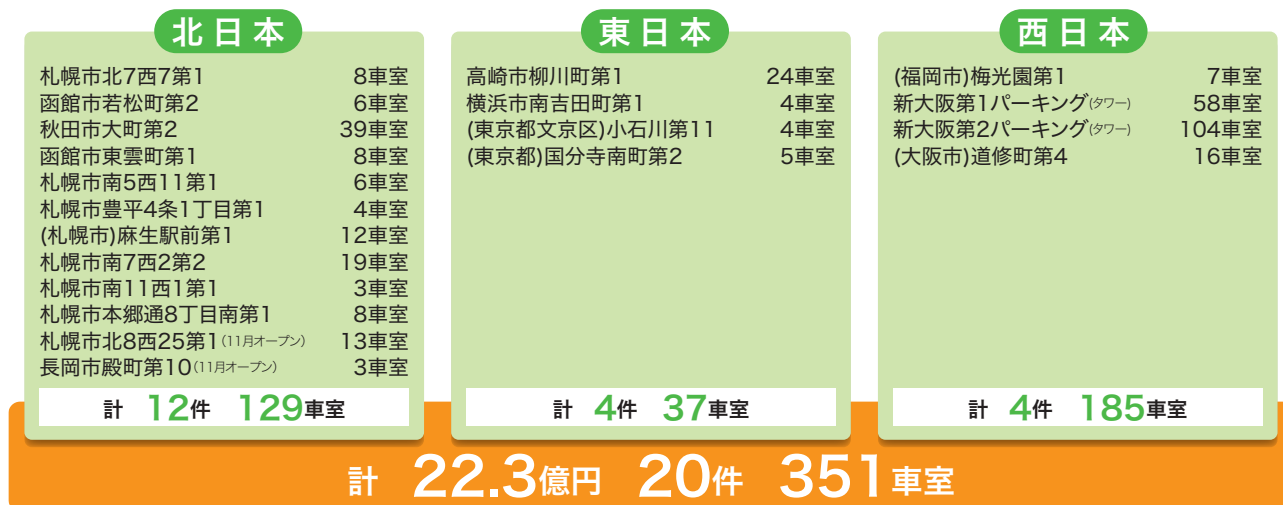 北日本
札幌市北7西7第1 8車室
函館市若松町第2 6車室
秋田市大町第2 39車室
函館市東雲町第1 8車室
札幌市南5西11第1 6車室
札幌市豊平4条1丁目第1 4車室
(札幌市)麻生駅前第1 12車室
札幌市南7西2第2 19車室
札幌市南11西1第1 3車室
札幌市本郷通8丁目南第1 8車室
札幌市北8西25第1(11月オープン) 13車室
長岡市殿町第10(11月オープン) 3車室
計 12件 129車室
東日本
高崎市柳川町第1 24車室
横浜市南吉田町第1 4車室
(東京都文京区)小石川第11 4車室
(東京都)国分寺南町第2 5車室
計 4件 37車室
西日本
(福岡市)梅光園第1 7車室
新大阪第1パーキング(タワー) 58車室
新大阪第2パーキング(タワー) 104車室
(大阪市)道修町第4 16車室
計 4件 185車室
計 22.3億円 20件 351車室